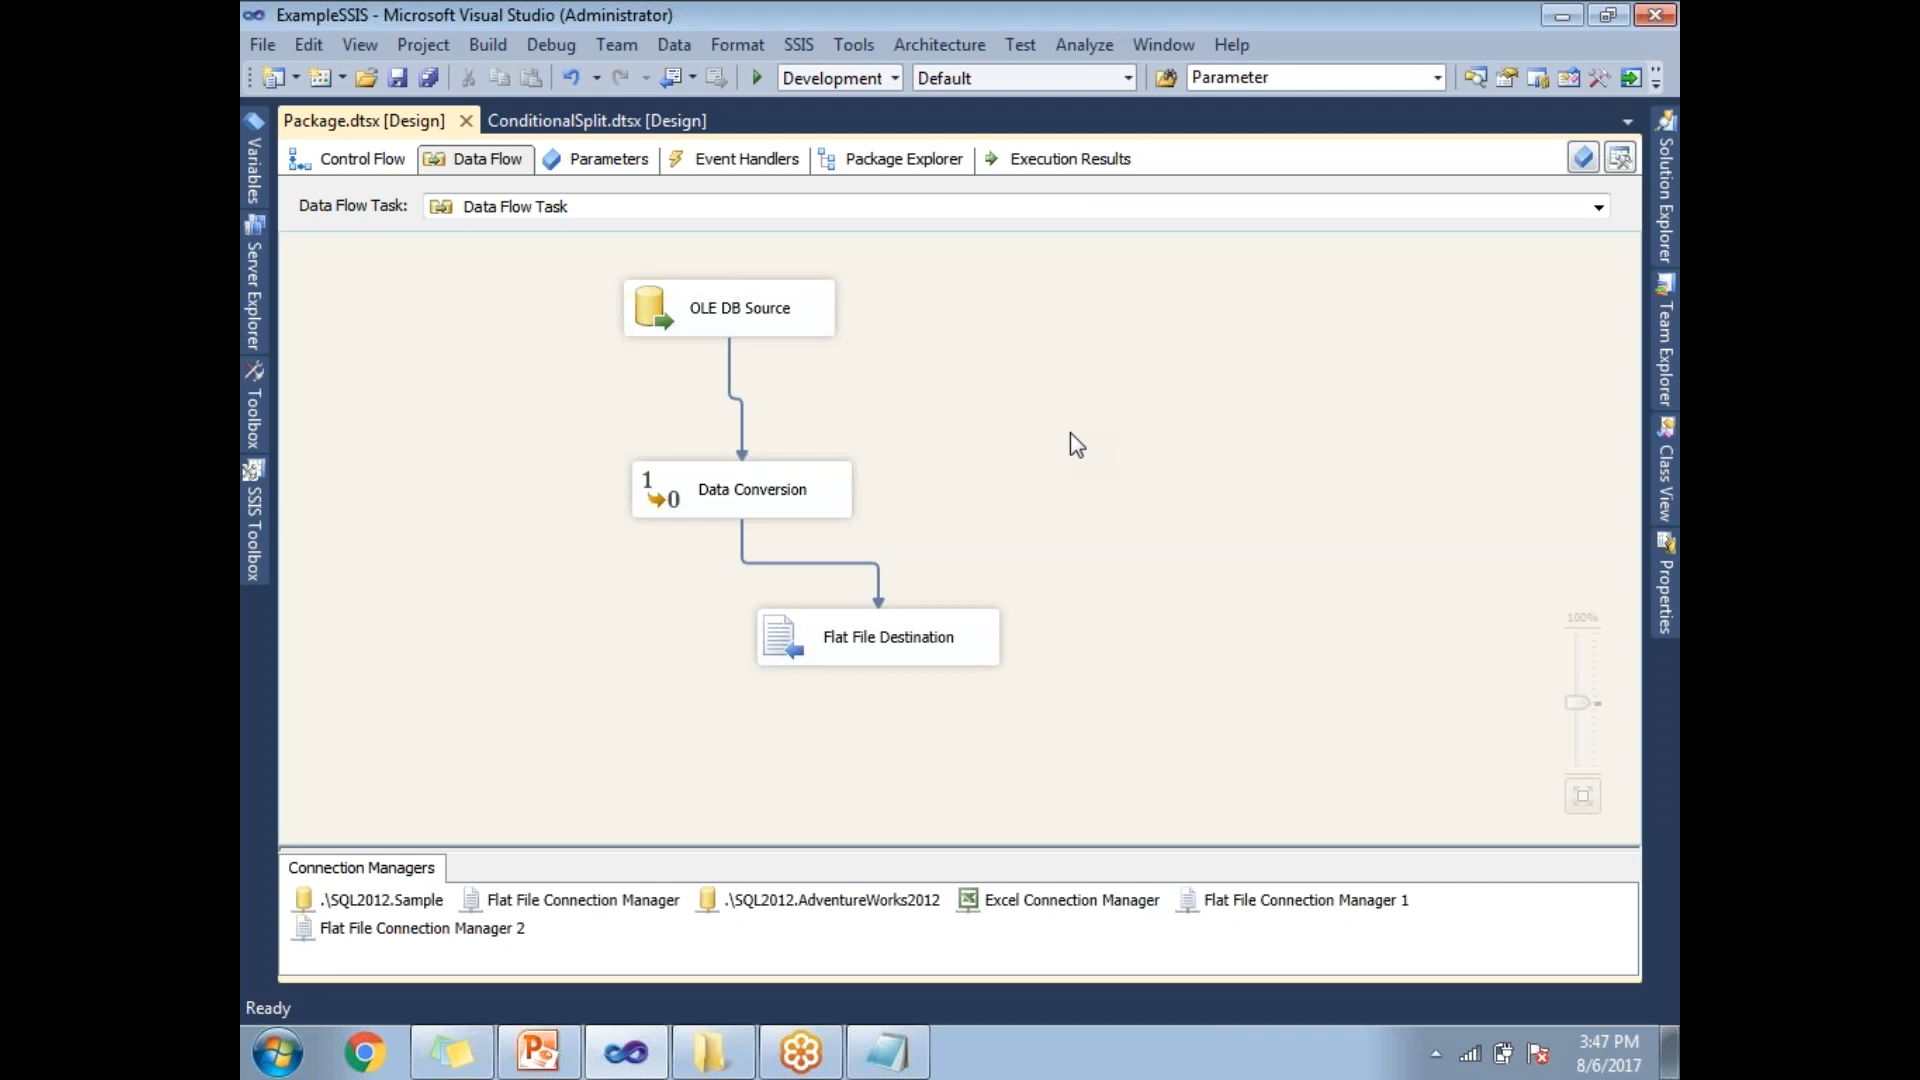 ExampleSSIS - Microsoft Visual Studio (Administrator)
File Edit View Project Build Debug Team Data Format SSIS Tools Architecture Test Analyze Window Help
Development Default Parameter
Package.dtsx [Design] ConditionalSplit.dtsx [Design]
Control Flow Data Flow Parameters Event Handlers Package Explorer Execution Results
Data Flow Task: Data Flow Task
Variables
Server Explorer
Toolbox
SSIS Toolbox
OLE DB Source
1
0
Data Conversion
Flat File Destination
100%
Solution Explorer
Team Explorer
Class View
Properties
Connection Managers
.\SQL2012.Sample Flat File Connection Manager .\SQL2012.AdventureWorks2012 Excel Connection Manager Flat File Connection Manager 1
Flat File Connection Manager 2
Ready
3:47 PM
8/6/2017